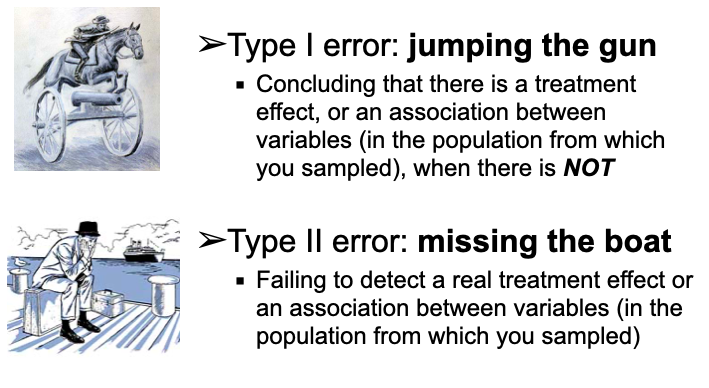 ➢Type I error: jumping the gun
▪ Concluding that there is a treatment
effect, or an association between
variables (in the population from which
you sampled), when there is NOT
➢Type II error: missing the boat
▪ Failing to detect a real treatment effect or
an association between variables (in the
population from which you sampled)